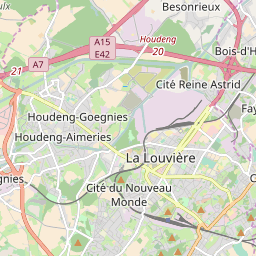 Besonrieux
Houdeng
20
A15
E42
A7
21
Bois-d'H
Cité Reine Astrid
Houdeng-Goegnies
Houdeng-Aimeries
Fay
La Louvière
gnies
Cité du Nouveau
Monde
C